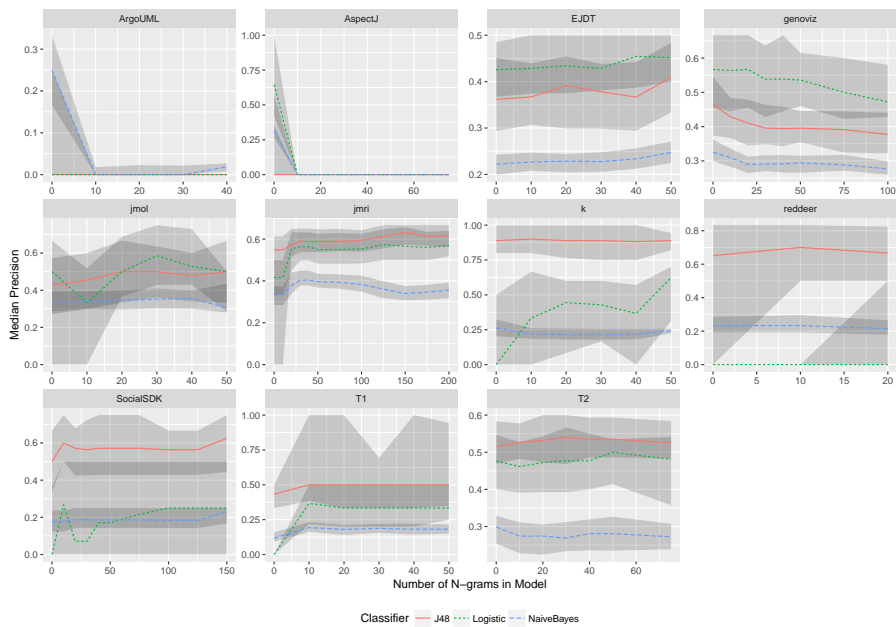 ArgoUML AspectJ EJDT genoviz
0.3 1.00 0.5 0.6
0.2 0.75 0.4 0.5
0.1 0.50 0.3 0.4
0.0 0.25 0.2 0.3
0.00
0 10 20 30 40 0 20 40 60 0 10 20 30 40 50 0 25 50 75 100
jmol jmri k reddeer
0.6 0.6 1.00 0.8
0.4 0.4 0.75 0.6
0.2 0.2 0.50 0.4
0.0 0.0 0.25 0.2
0.00 0.0
0 10 20 30 40 50 0 50 100 150 200 0 10 20 30 40 50 0 5 10 15 20
Median Precision
SocialSDK T1 T2
0.6 1.00 0.6
0.4 0.75 0.5
0.2 0.50 0.4
0.0 0.25 0.3
0.00
0 50 100 150 0 10 20 30 40 50 0 20 40 60
Number of N−grams in Model
Classifier J48 Logistic NaiveBayes